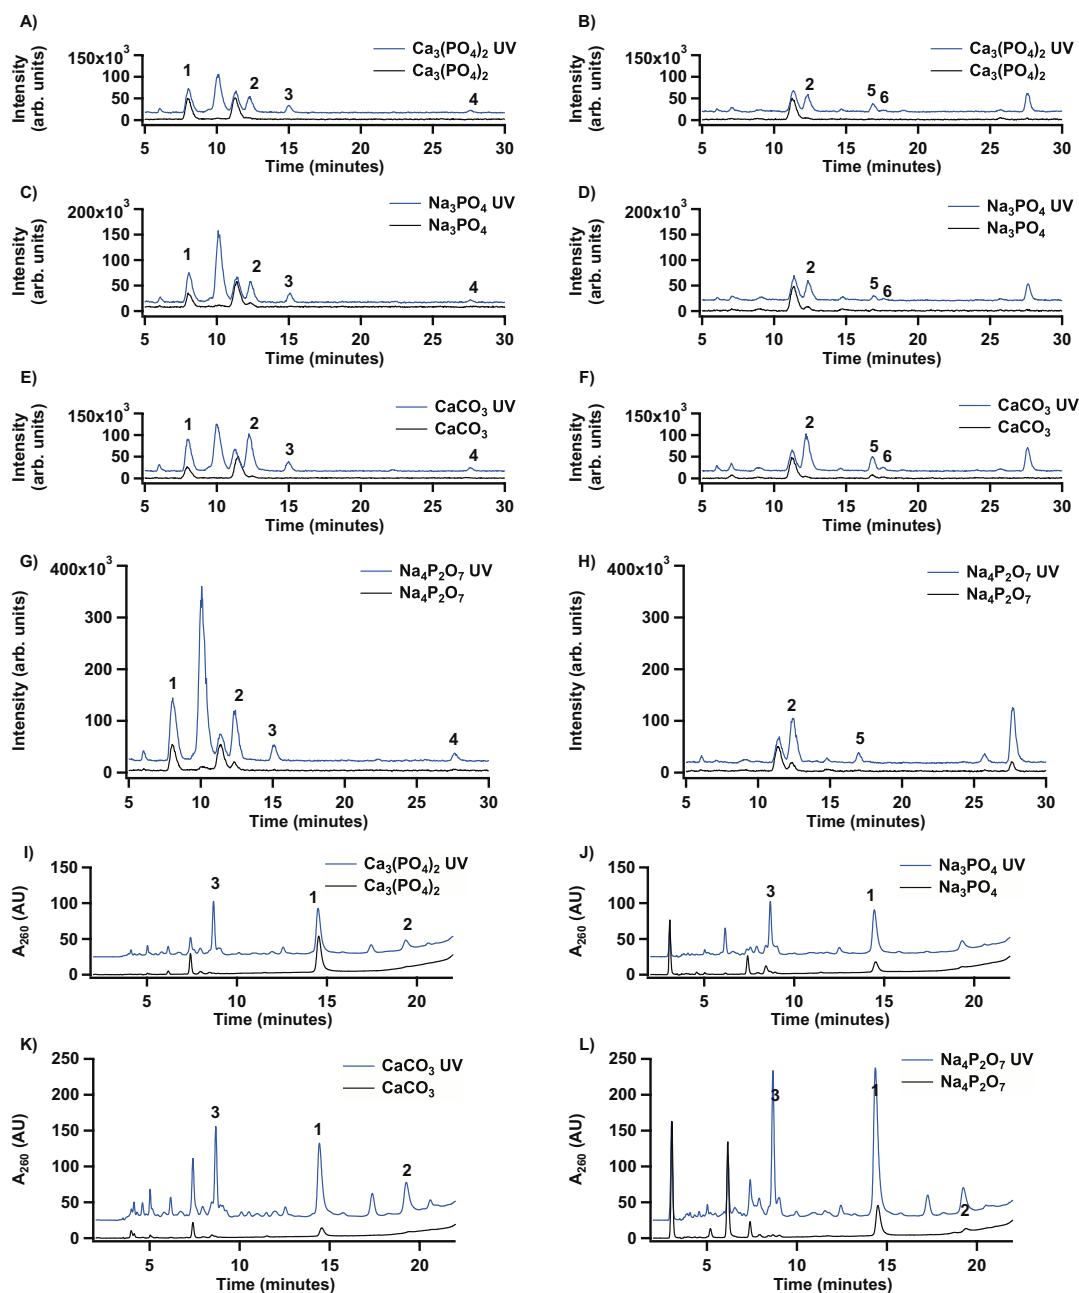 A)
Ca₃(PO₄)₂ UV
Ca₃(PO₄)₂
Intensity (arb. units)
150x10³
100
50
0
1
2
3
4
5 10 15 20 25 30
Time (minutes)
B)
Ca₃(PO₄)₂ UV
Ca₃(PO₄)₂
Intensity (arb. units)
150x10³
100
50
0
2
5
6
5 10 15 20 25 30
Time (minutes)
C)
Na₃PO₄ UV
Na₃PO₄
Intensity (arb. units)
200x10³
150
100
50
0
1
2
3
4
5 10 15 20 25 30
Time (minutes)
D)
Na₃PO₄ UV
Na₃PO₄
Intensity (arb. units)
200x10³
150
100
50
0
2
5
6
5 10 15 20 25 30
Time (minutes)
E)
CaCO₃ UV
CaCO₃
Intensity (arb. units)
150x10³
100
50
0
1
2
3
4
5 10 15 20 25 30
Time (minutes)
F)
CaCO₃ UV
CaCO₃
Intensity (arb. units)
150x10³
100
50
0
2
5
6
5 10 15 20 25 30
Time (minutes)
G)
Na₄P₂O₇ UV
Na₄P₂O₇
Intensity (arb. units)
400x10³
300
200
100
0
1
2
3
4
5 10 15 20 25 30
Time (minutes)
H)
Na₄P₂O₇ UV
Na₄P₂O₇
Intensity (arb. units)
400x10³
300
200
100
0
2
5
5 10 15 20 25 30
Time (minutes)
I)
Ca₃(PO₄)₂ UV
Ca₃(PO₄)₂
A₂₆₀ (AU)
150
100
50
0
3
1
2
5 10 15 20
Time (minutes)
J)
Na₃PO₄ UV
Na₃PO₄
A₂₆₀ (AU)
150
100
50
0
3
1
5 10 15 20
Time (minutes)
K)
CaCO₃ UV
CaCO₃
A₂₆₀ (AU)
250
200
150
100
50
0
3
1
2
5 10 15 20
Time (minutes)
L)
Na₄P₂O₇ UV
Na₄P₂O₇
A₂₆₀ (AU)
250
200
150
100
50
0
3
1
2
5 10 15 20
Time (minutes)